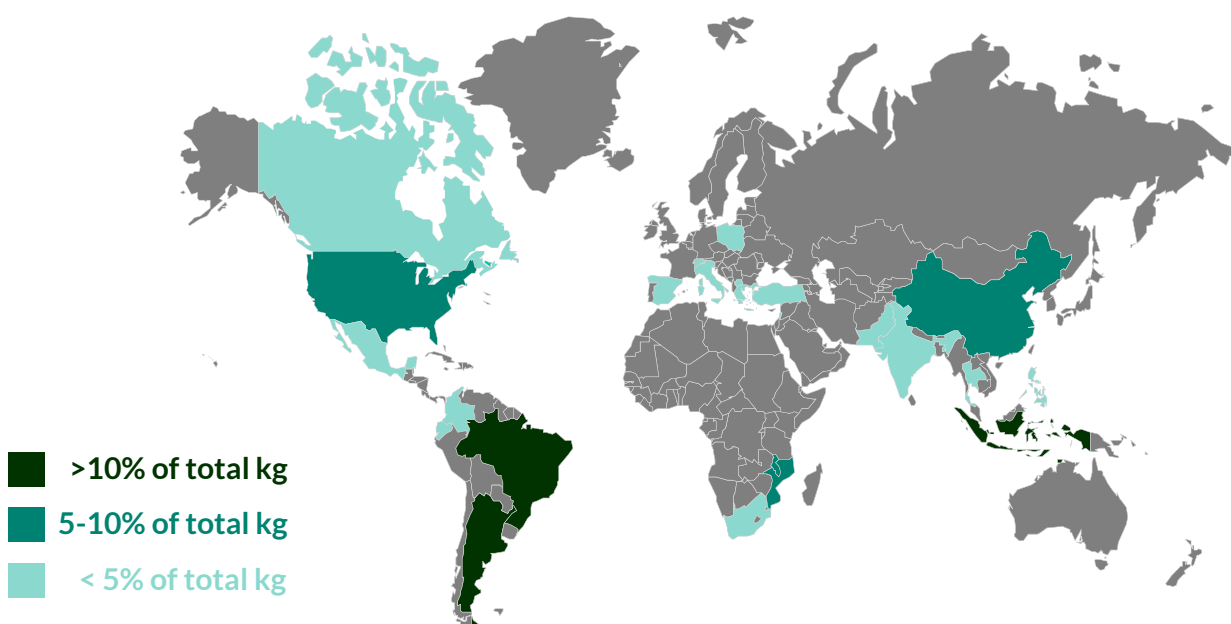 >10% of total kg
5-10% of total kg
< 5% of total kg